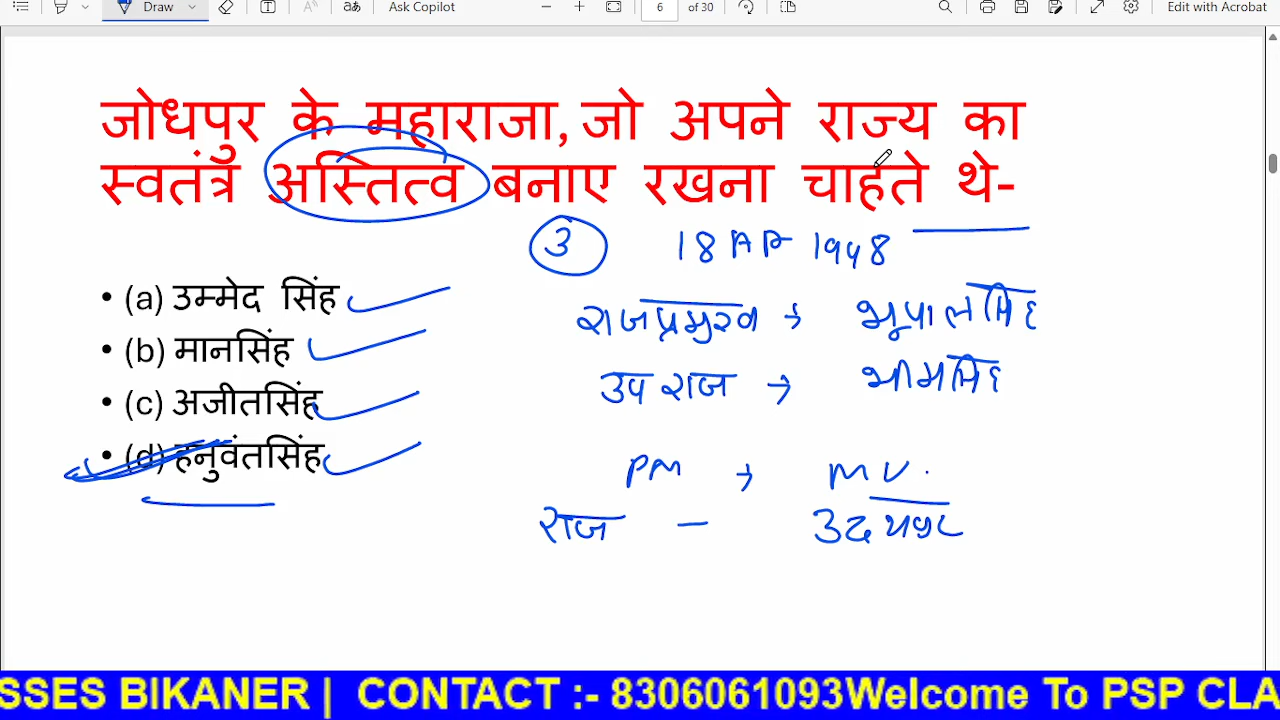 Draw
Ask Copilot
6 of 30
Edit with Acrobat
जोधपुर के महाराजा, जो अपने राज्य का
स्वतंत्र अस्तित्व बनाए रखना चाहते थे-
3 18 AP 1948
• (a) उम्मेद सिंह
राजप्रमुख → भूपालसिंह
• (b) मानसिंह
उप राज → भीमसिंह
• (c) अजीतसिंह
• (d) हनुवंतसिंह
PM → M V.
राज – उदयपुर
SSES BIKANER | CONTACT :- 8306061093Welcome To PSP CLA